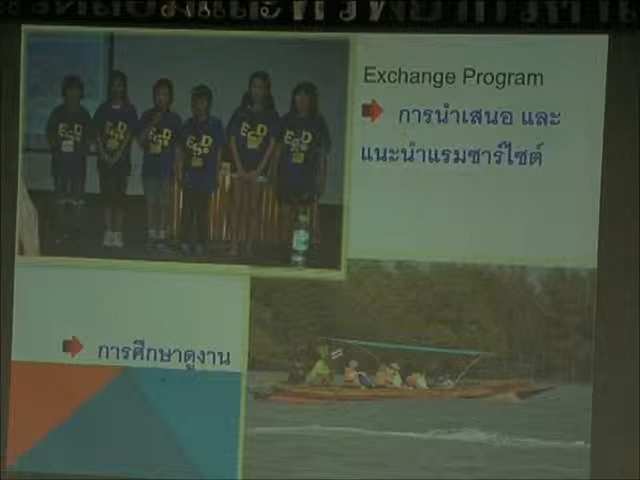 Exchange Program
การนำเสนอ และ
แนะนำแรมซาร์ไซต์
การศึกษาดูงาน